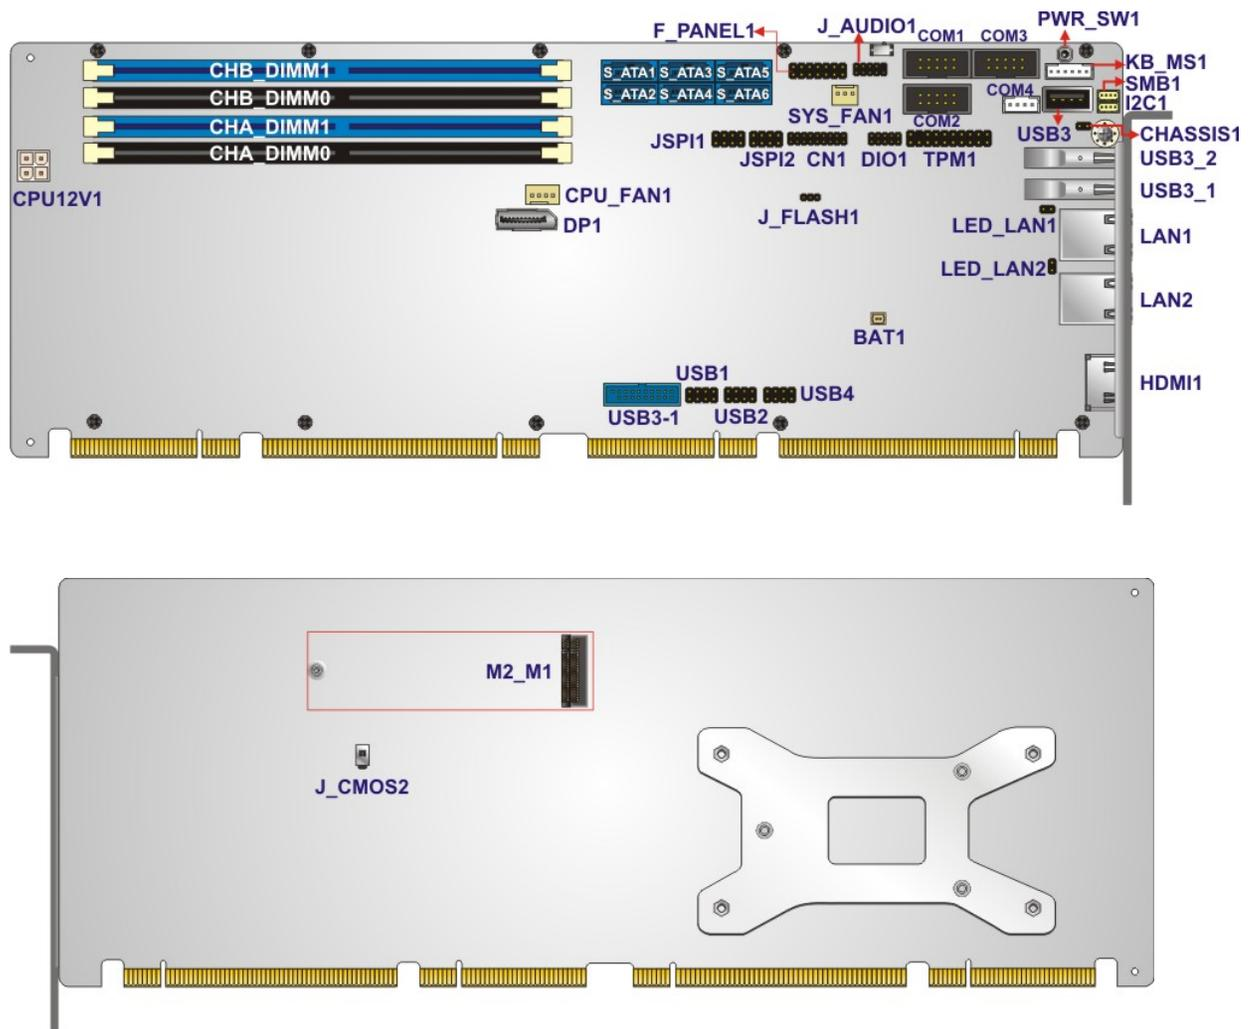 F_PANEL1
J_AUDIO1
PWR_SW1
COM1
COM3
KB_MS1
SMB1
I2C1
CHB_DIMM1
S_ATA1
S_ATA3
S_ATA5
CHB_DIMM0
S_ATA2
S_ATA4
S_ATA6
COM4
SYS_FAN1
COM2
USB3
CHASSIS1
CHA_DIMM1
CHA_DIMM0
JSPI1
JSPI2
CN1
DIO1
TPM1
USB3_2
USB3_1
CPU12V1
CPU_FAN1
DP1
J_FLASH1
LED_LAN1
LAN1
LED_LAN2
LAN2
BAT1
USB1
HDMI1
USB3-1
USB2
USB4
M2_M1
J_CMOS2